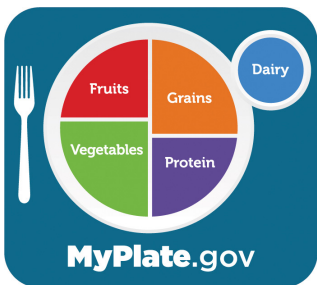 Fruits
Grains
Dairy
Vegetables
Protein
MyPlate.gov